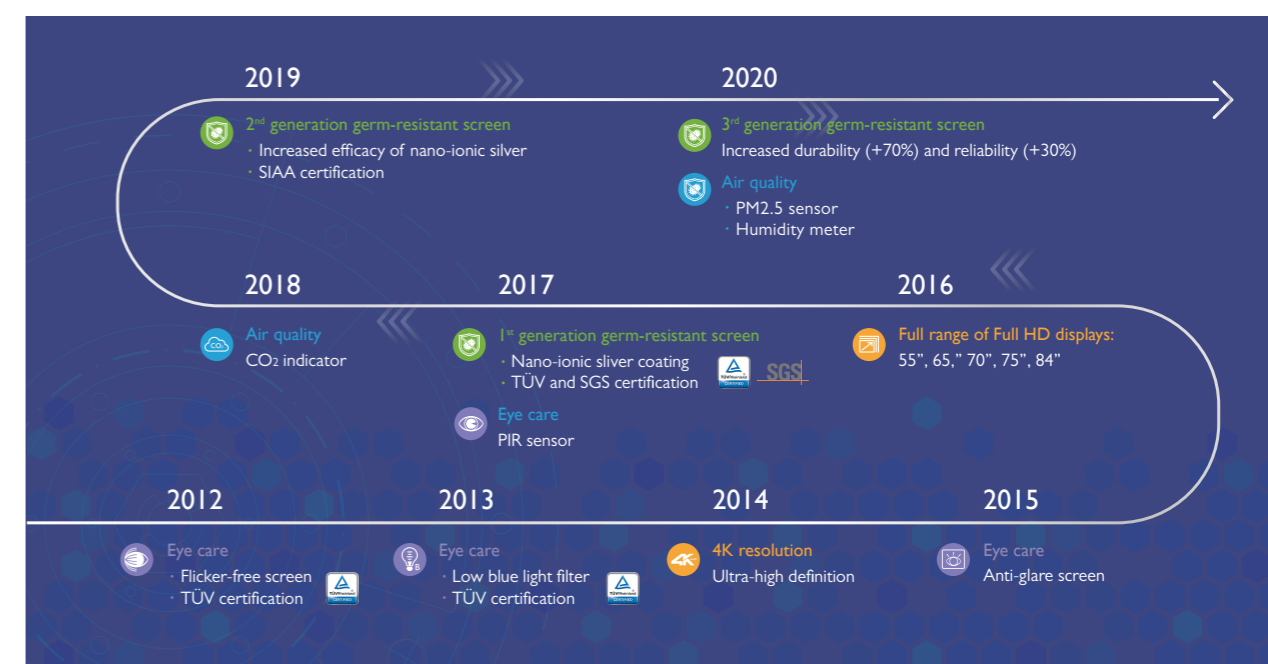 2019
2nd generation germ-resistant screen
· Increased efficacy of nano-ionic silver
· SIAA certification
2020
3rd generation germ-resistant screen
Increased durability (+70%) and reliability (+30%)
Air quality
· PM2.5 sensor
· Humidity meter
2018
Air quality
CO2 indicator
2017
1st generation germ-resistant screen
· Nano-ionic sliver coating
· TÜV and SGS certification
SGS
Eye care
PIR sensor
2016
Full range of Full HD displays:
55”, 65,” 70”, 75”, 84”
2012
Eye care
· Flicker-free screen
· TÜV certification
2013
Eye care
· Low blue light filter
· TÜV certification
2014
4K
4K resolution
Ultra-high definition
2015
Eye care
Anti-glare screen